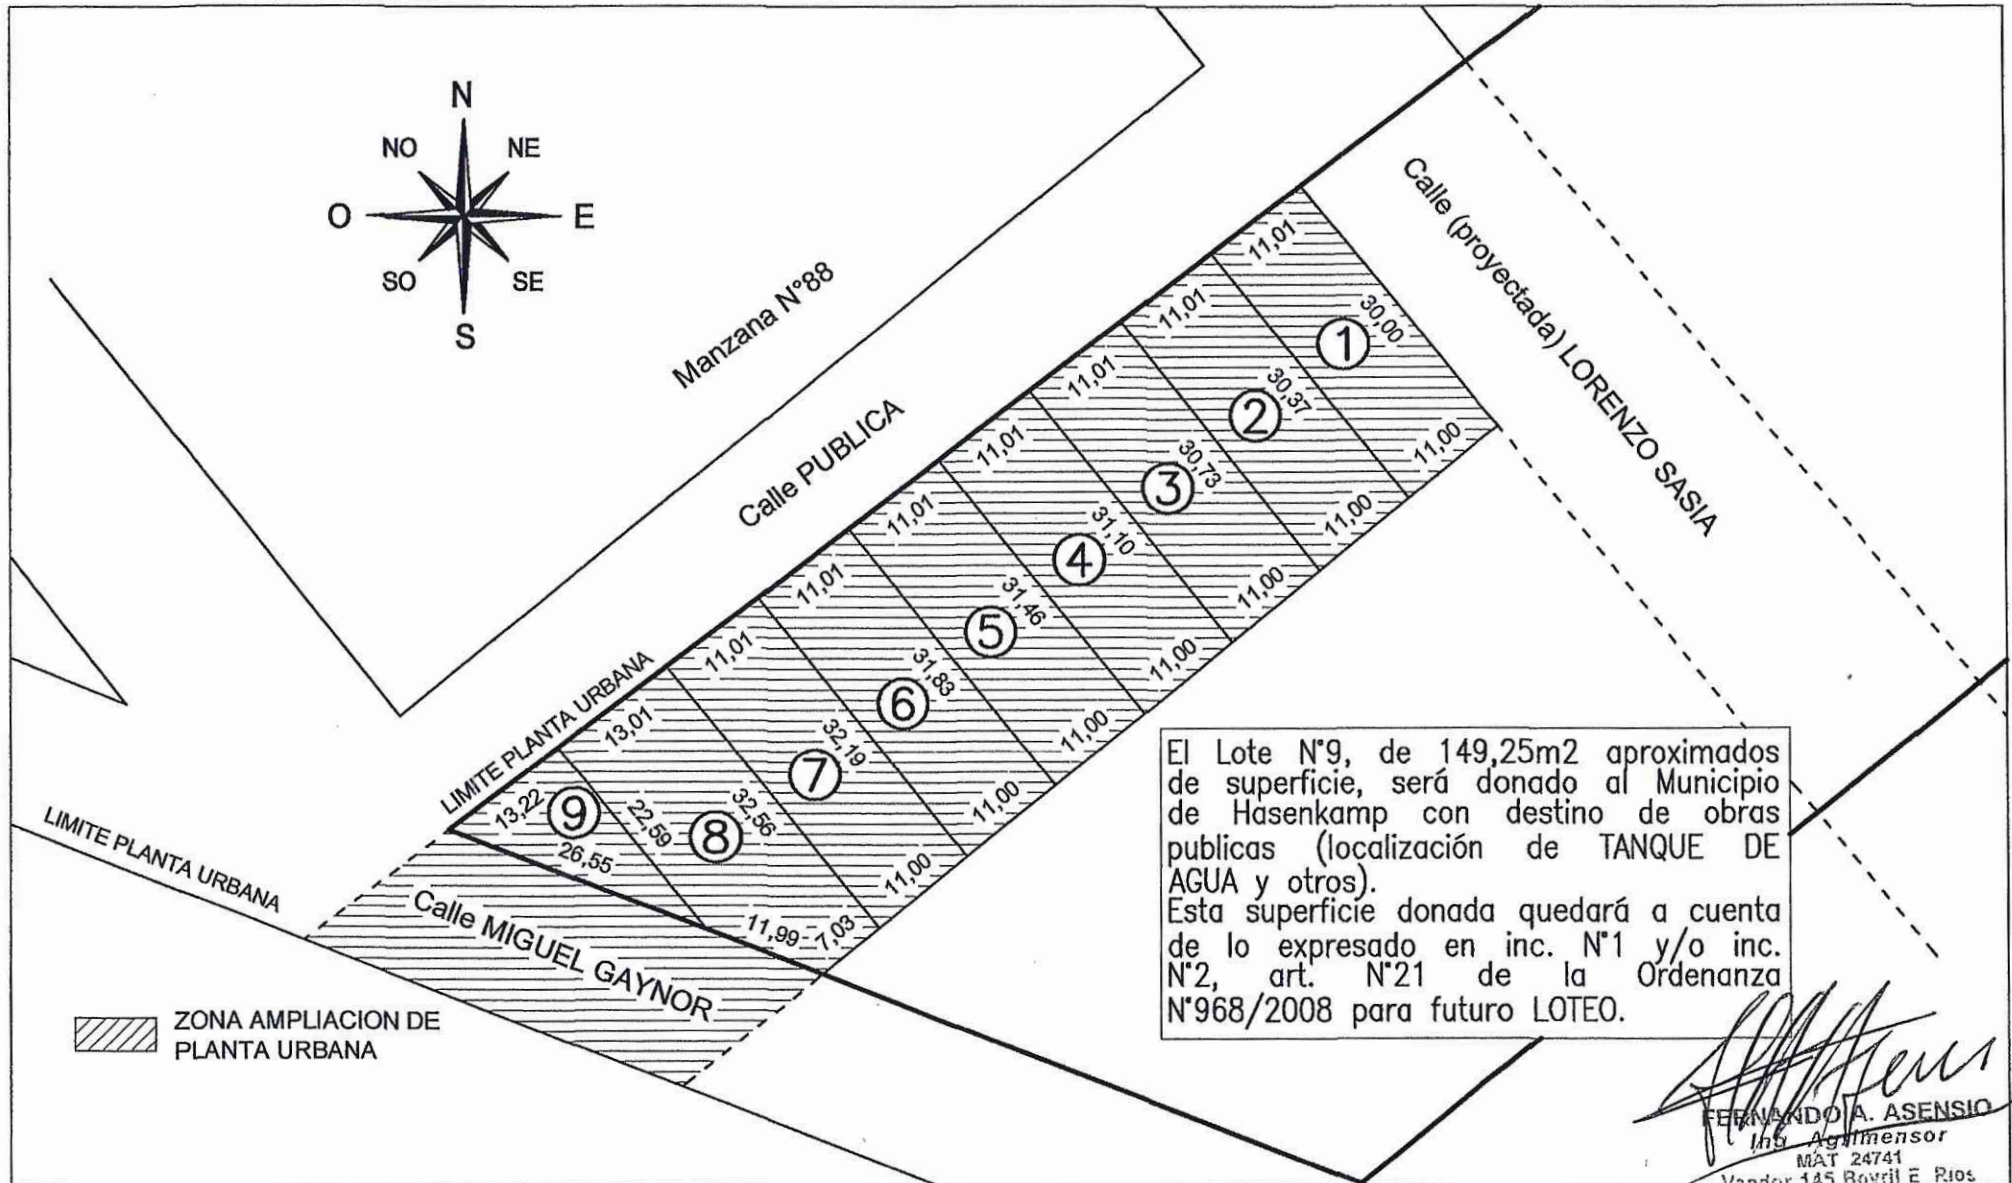 N
NO
NE
O
E
SO
SE
S
Manzana N°88
Calle PUBLICA
Calle (proyectada) LORENZO SASIA
11,01
11,01
11,01
11,01
11,01
11,01
11,01
13,01
13,22
30,00
30,37
30,73
31,10
31,46
31,83
32,19
32,56
22,59
26,55
1
2
3
4
5
6
7
8
9
11,00
11,00
11,00
11,00
11,00
11,00
11,00
7,03
11,99
LIMITE PLANTA URBANA
LIMITE PLANTA URBANA
Calle MIGUEL GAYNOR
ZONA AMPLIACION DE
PLANTA URBANA
El Lote N°9, de 149,25m2 aproximados
de superficie, será donado al Municipio
de Hasenkamp con destino de obras
publicas (localización de TANQUE DE
AGUA y otros).
Esta superficie donada quedará a cuenta
de lo expresado en inc. N°1 y/o inc.
N°2, art. N°21 de la Ordenanza
N°968/2008 para futuro LOTEO.
FERNANDO A. ASENSIO
Ing. Agrimensor
MAT 24741
145 Bovril E. Rios